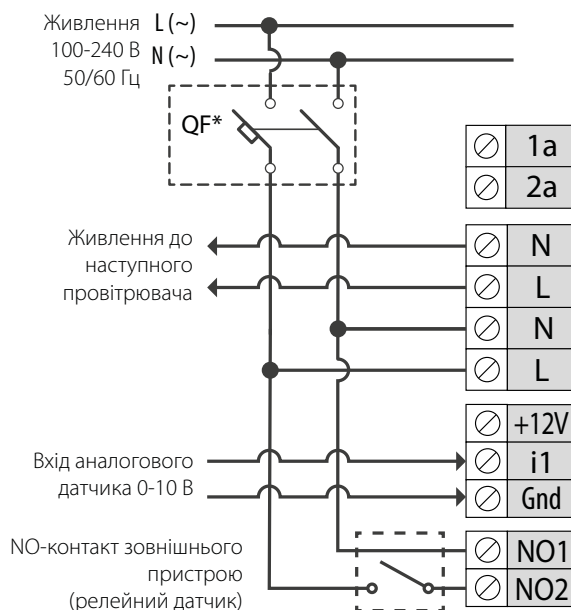 Живлення L (~)
100-240 В N (~)
50/60 Гц
QF*
1a
2a
Живлення до
наступного
провітрювача
N
L
N
L
+12V
Вхід аналогового
датчика 0-10 В
i1
Gnd
NO-контакт зовнішнього
пристрою
(релейний датчик)
NO1
NO2